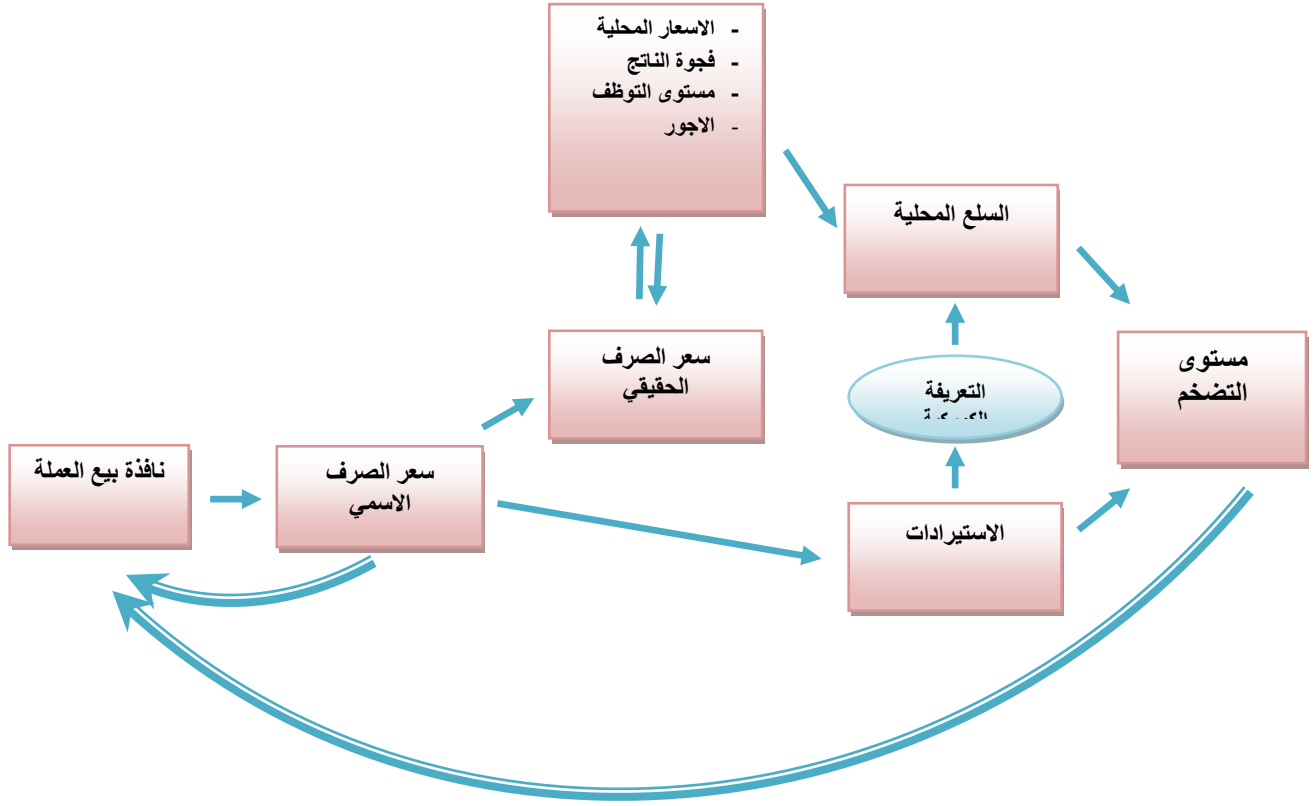 - الاسعار المحلية
- فجوة الناتج
- مستوى التوظف
- الاجور
السلع المحلية
سعر الصرف
الحقيقي
مستوى
التضخم
التعريفة
نافذة بيع العملة
سعر الصرف
الاسمي
الاستيرادات